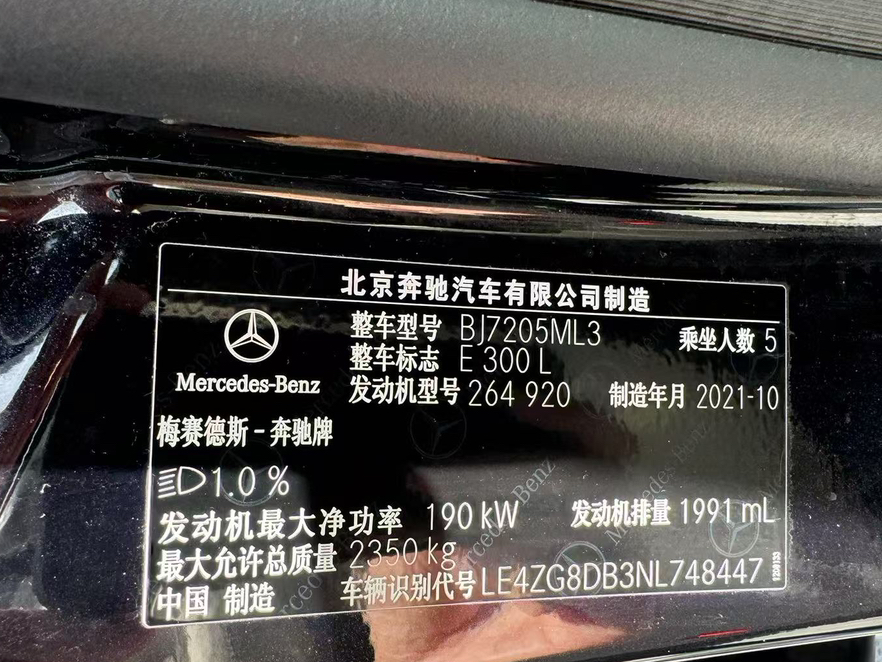 北京奔驰汽车有限公司制造
Mercedes-Benz
整车型号 BJ7205ML3 乘坐人数 5
整车标志 E 300 L
发动机型号 264 920 制造年月 2021-10
梅赛德斯-奔驰牌
1.0 %
发动机最大净功率 190 kW 发动机排量 1991 mL
最大允许总质量 2350 kg
中国 制造 车辆识别代号 LE4ZG8DB3NL748447